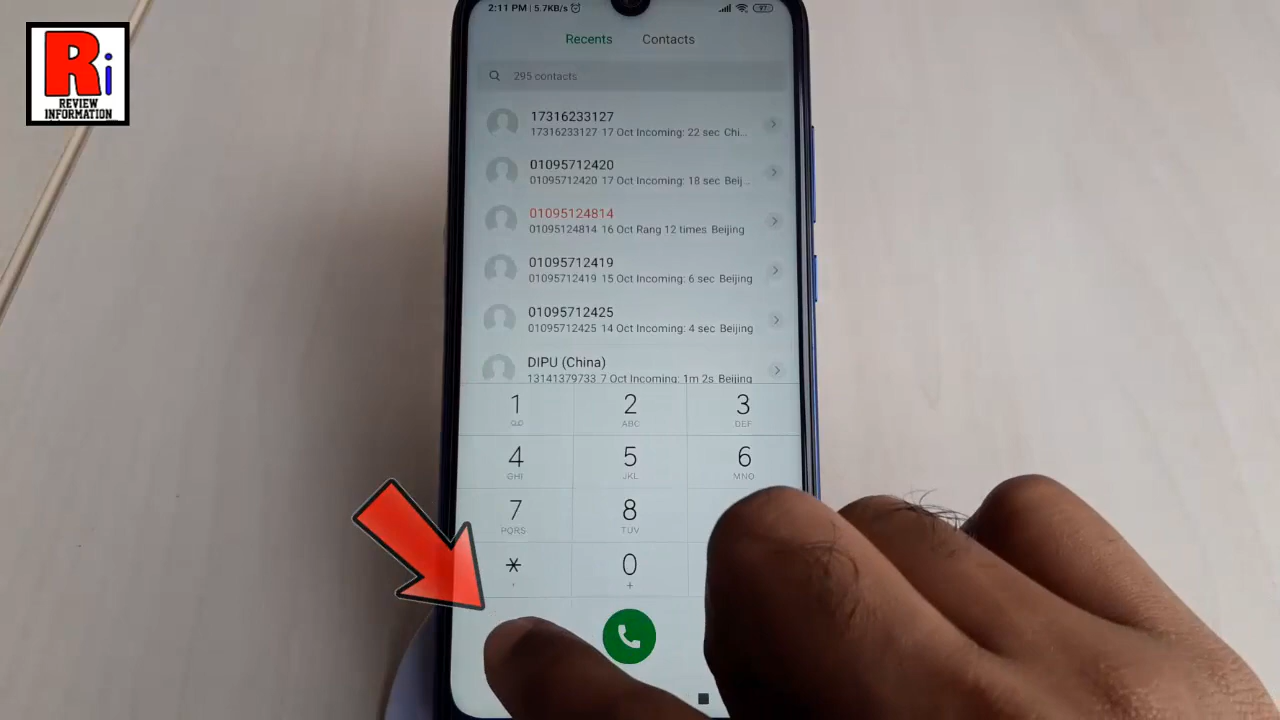 Ri
REVIEW
INFORMATION
2:11 PM | 5.7KB/s
97
Recents
Contacts
295 contacts
17316233127
17316233127 17 Oct Incoming: 22 sec Chi...
01095712420
01095712420 17 Oct Incoming: 18 sec Beij...
01095124814
01095124814 16 Oct Rang 12 times Beijing
01095712419
01095712419 15 Oct Incoming: 6 sec Beijing
01095712425
01095712425 14 Oct Incoming: 4 sec Beijing
DIPU (China)
13141379733 7 Oct Incoming: 1m 2s Beijing
1 2 3
ABC DEF
4 5 6
GHI JKL MNO
7 8
PQRS TUV
* 0
, +